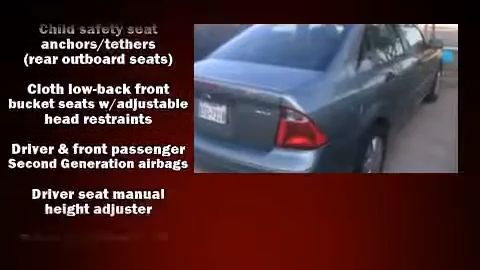 Child safety seat
anchors/tethers
(rear outboard seats)
Cloth low-back front
bucket seats w/adjustable
head restraints
Driver & front passenger
Second Generation airbags
Driver seat manual
height adjuster